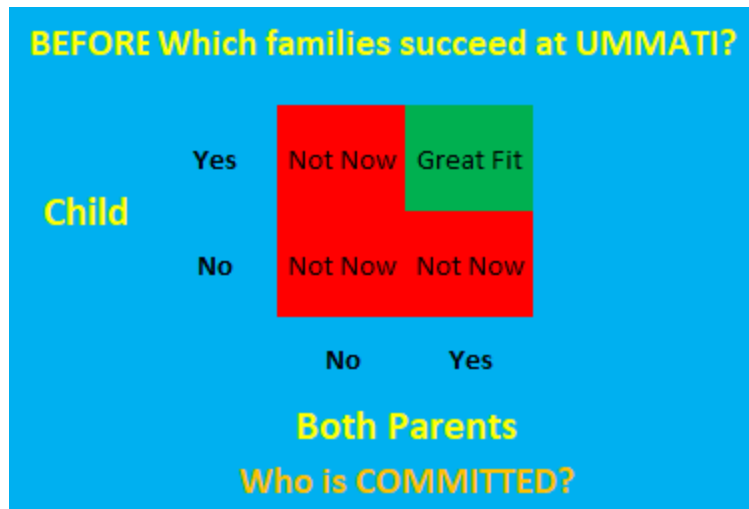 BEFORE Which families succeed at UMMATI?
Yes Not Now Great Fit
Child
No Not Now Not Now
No Yes
Both Parents
Who is COMMITTED?